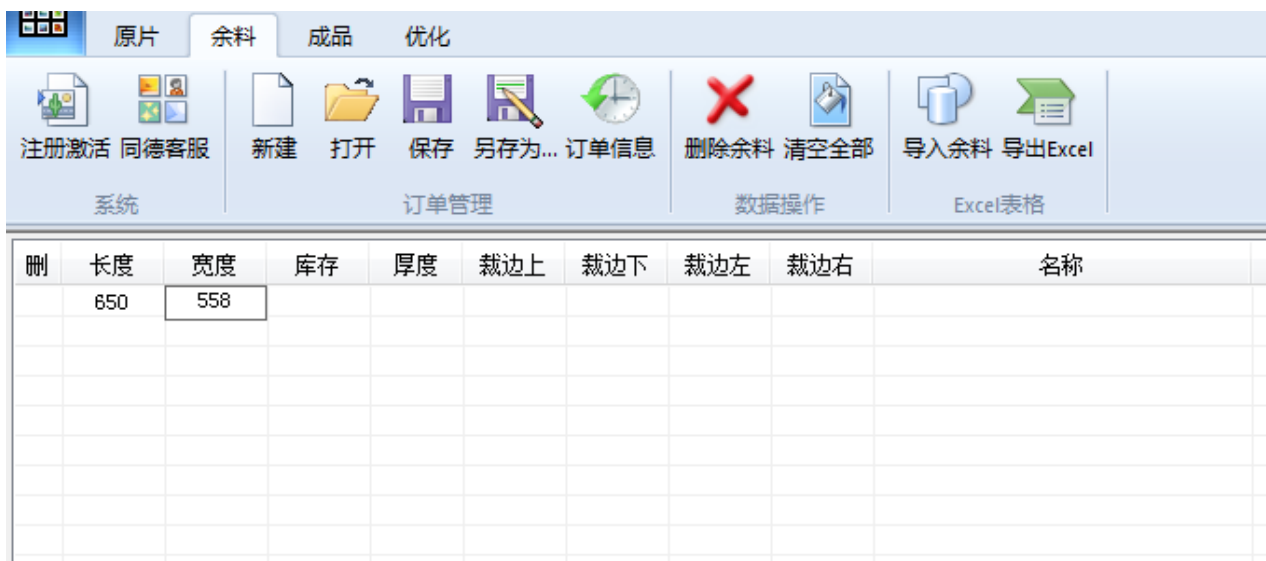 原片 余料 成品 优化
注册激活 同德客服 新建 打开 保存 另存为... 订单信息 删除余料 清空全部 导入余料 导出Excel
系统 订单管理 数据操作 Excel表格
删 长度 宽度 库存 厚度 裁边上 裁边下 裁边左 裁边右 名称
650 558